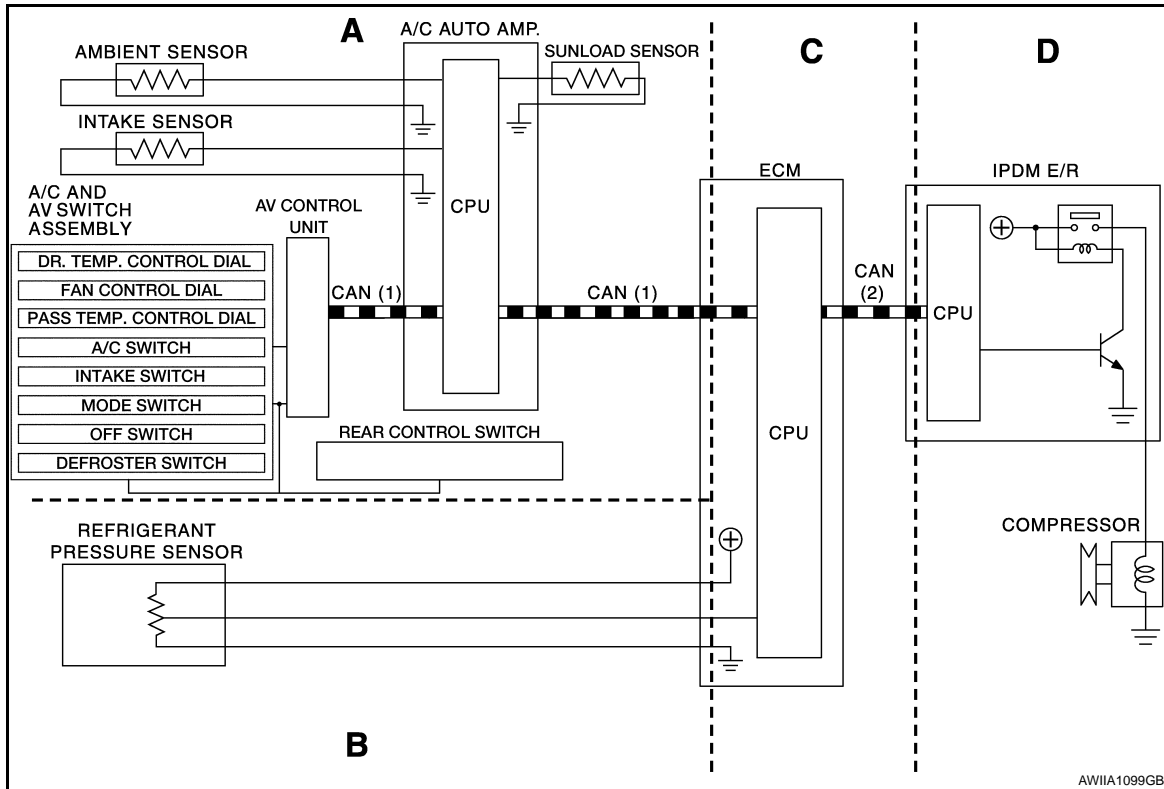 A
A/C AUTO AMP.
C
D
AMBIENT SENSOR
SUNLOAD SENSOR
INTAKE SENSOR
ECM
IPDM E/R
A/C AND
AV SWITCH
ASSEMBLY
AV CONTROL
UNIT
CPU
DR. TEMP. CONTROL DIAL
FAN CONTROL DIAL
PASS TEMP. CONTROL DIAL
A/C SWITCH
INTAKE SWITCH
MODE SWITCH
OFF SWITCH
DEFROSTER SWITCH
CAN (1)
CAN (1)
CAN
(2)
CPU
CPU
REAR CONTROL SWITCH
REFRIGERANT
PRESSURE SENSOR
COMPRESSOR
B
AWIIA1099GB